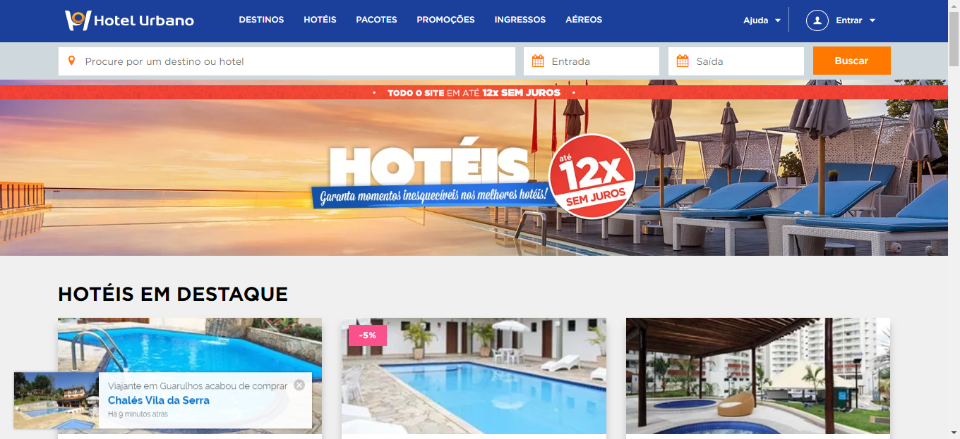 Hotel Urbano
DESTINOS HOTÉIS PACOTES PROMOÇÕES INGRESSOS AÉREOS
Ajuda
Entrar
Procure por um destino ou hotel
Entrada
Saída
Buscar
• TODO O SITE EM ATÉ 12x SEM JUROS •
HOTÉIS
Garanta momentos inesquecíveis nos melhores hotéis!
até
12x
SEM JUROS
HOTÉIS EM DESTAQUE
-5%
Viajante em Guarulhos acabou de comprar
Chalés Vila da Serra
Há 9 minutos atrás